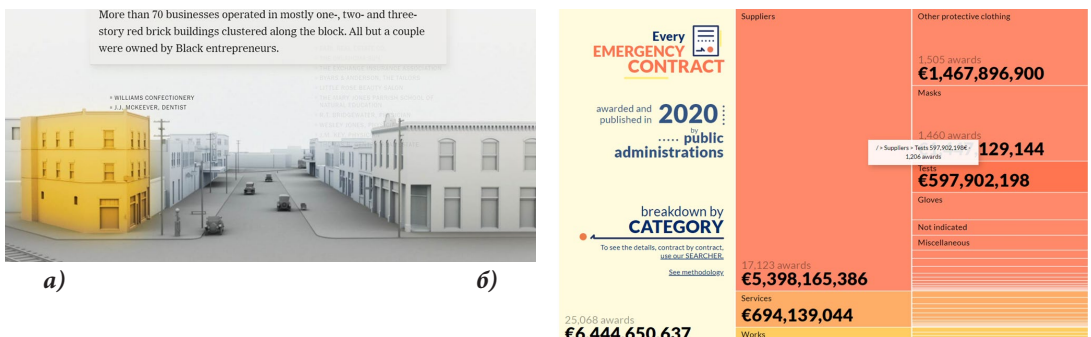 More than 70 businesses operated in mostly one-, two- and three-
story red brick buildings clustered along the block. All but a couple
were owned by Black entrepreneurs.
+ WILLIAMS CONFECTIONERY
+ J.J. MCKEEVER, DENTIST
а)
б)
Every
EMERGENCY
CONTRACT
awarded and
published in 2020
by
public
administrations
breakdown by
CATEGORY
To see the details, contract by contract,
use our SEARCHER.
See methodology
25,068 awards
€6,444,650,637
Suppliers
17,123 awards
€5,398,165,386
Services
€694,139,044
Works
Other protective clothing
1,505 awards
€1,467,896,900
Masks
1,460 awards
129,144
/ > Suppliers > Tests 597,902,198€ -
1,206 awards
Tests
€597,902,198
Gloves
Not indicated
Miscellaneous